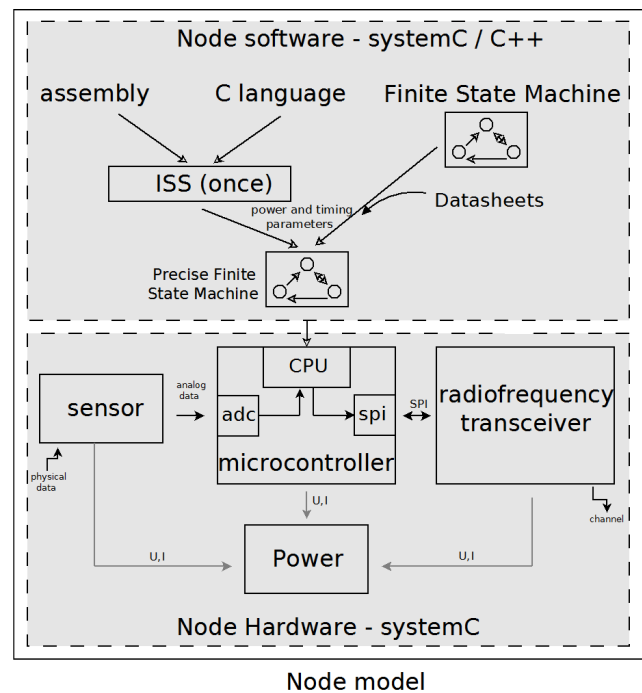 Node software - systemC / C++
assembly
C language
Finite State Machine
ISS (once)
power and timing
parameters
Datasheets
Precise Finite
State Machine
CPU
sensor
analog
data
adc
spi
SPI
radiofrequency
transceiver
microcontroller
physical
data
U,I
channel
Power
U,I
U,I
Node Hardware - systemC
Node model